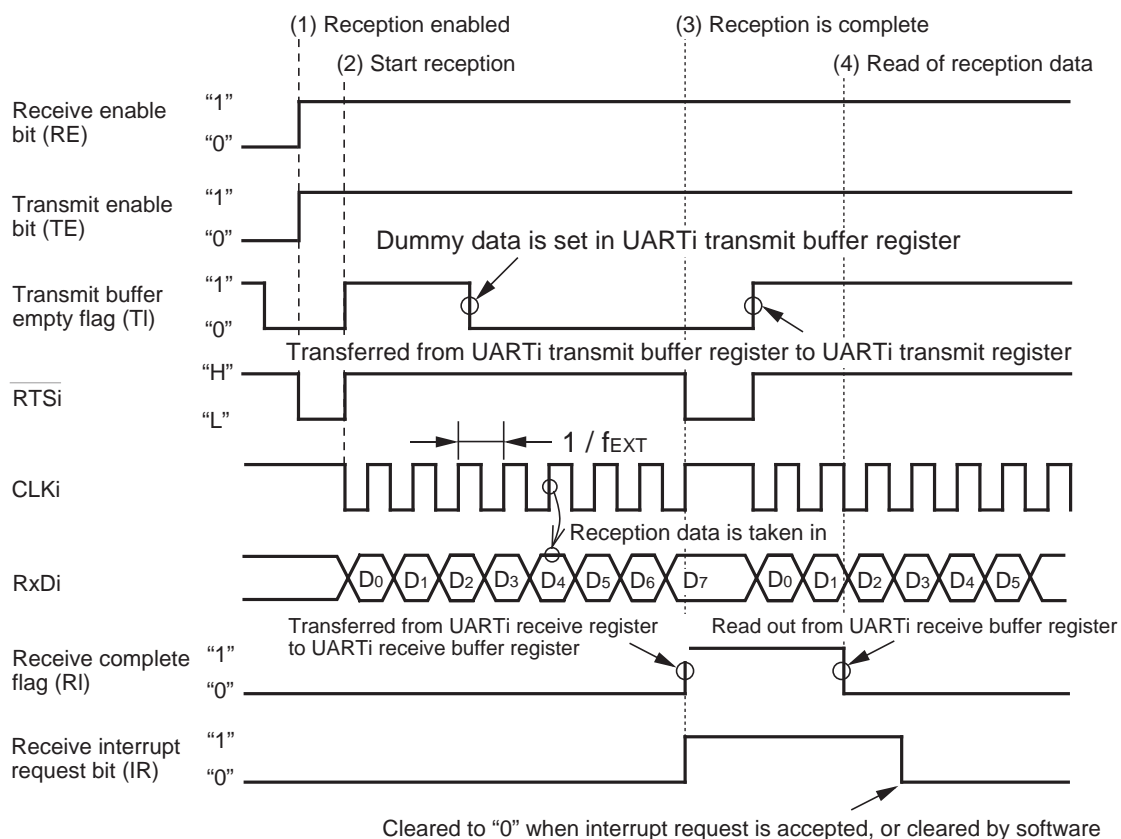 (1) Reception enabled
(3) Reception is complete
(2) Start reception
(4) Read of reception data
Receive enable
bit (RE)
“1”
“0”
Transmit enable
bit (TE)
“1”
“0”
Dummy data is set in UARTi transmit buffer register
Transmit buffer
empty flag (Tl)
“1”
“0”
Transferred from UARTi transmit buffer register to UARTi transmit register
RTSi
“H”
“L”
1 / fEXT
CLKi
Reception data is taken in
RxDi
D0 D1 D2 D3 D4 D5 D6 D7 D0 D1 D2 D3 D4 D5
Transferred from UARTi receive register
to UARTi receive buffer register
Read out from UARTi receive buffer register
Receive complete
flag (Rl)
“1”
“0”
Receive interrupt
request bit (IR)
“1”
“0”
Cleared to “0” when interrupt request is accepted, or cleared by software